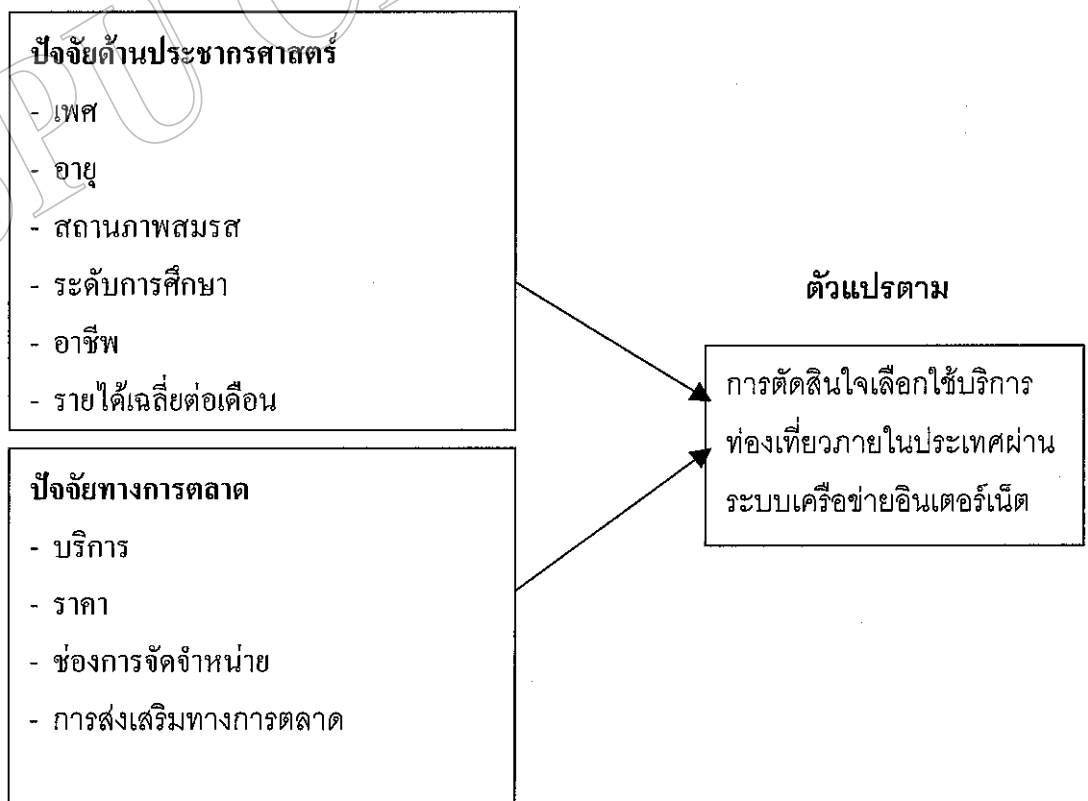 ปัจจัยด้านประชากรศาสตร์
- เพศ
- อายุ
- สถานภาพสมรส
- ระดับการศึกษา
- อาชีพ
- รายได้เฉลี่ยต่อเดือน
ปัจจัยทางการตลาด
- บริการ
- ราคา
- ช่องการจัดจำหน่าย
- การส่งเสริมทางการตลาด
ตัวแปรตาม
การตัดสินใจเลือกใช้บริการ
ท่องเที่ยวภายในประเทศผ่าน
ระบบเครือข่ายอินเตอร์เน็ต